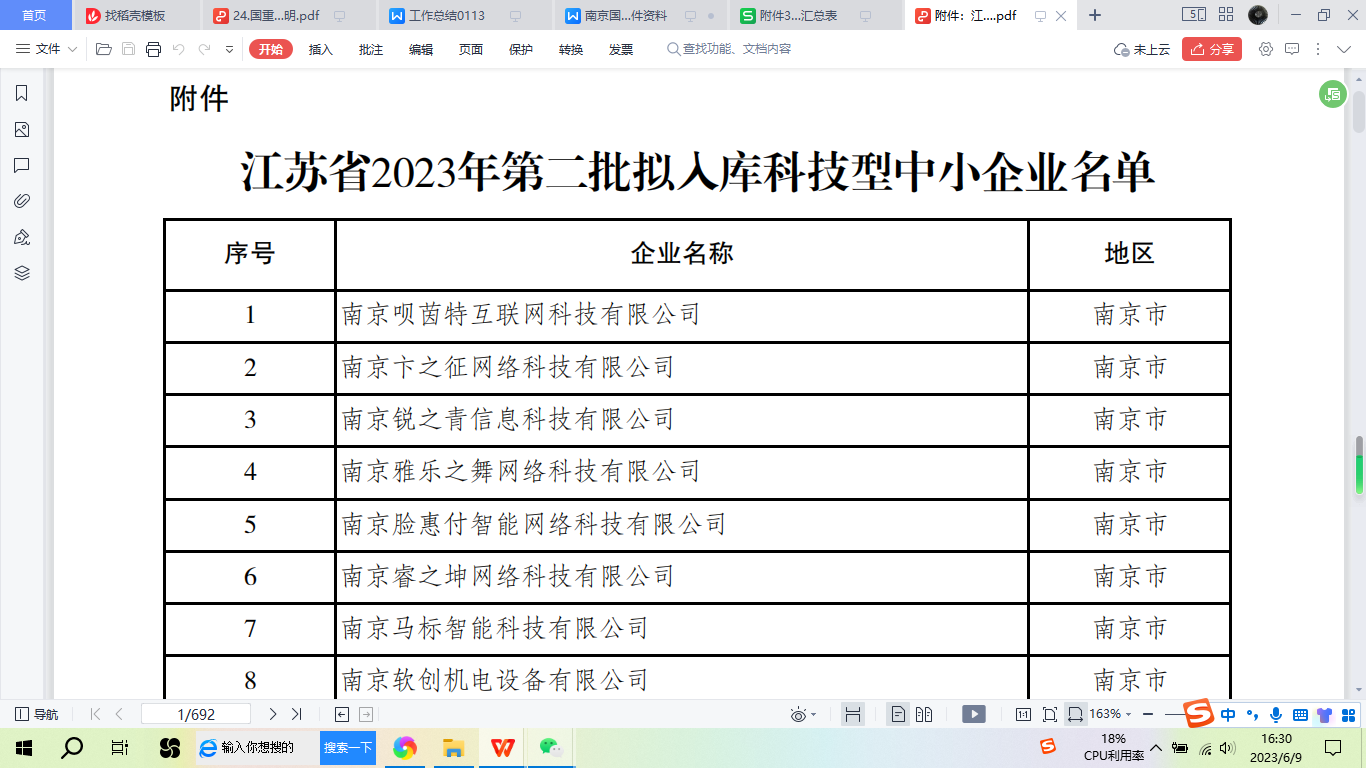 首页 找稻壳模板 24.国重...明.pdf 工作总结0113 南京国...件资料 附件3...汇总表 附件：江....pdf
文件 开始 插入 批注 编辑 页面 保护 转换 发票 查找功能、文档内容 未上云 分享
附件
江苏省2023年第二批拟入库科技型中小企业名单
序号 企业名称 地区
1 南京呗茵特互联网科技有限公司 南京市
2 南京卞之征网络科技有限公司 南京市
3 南京锐之青信息科技有限公司 南京市
4 南京雅乐之舞网络科技有限公司 南京市
5 南京脸惠付智能网络科技有限公司 南京市
6 南京睿之坤网络科技有限公司 南京市
7 南京马标智能科技有限公司 南京市
8 南京软创机电设备有限公司 南京市
导航 1/692 163% 中
输入你想搜的 搜索一下 18% 16:30
CPU利用率 2023/6/9